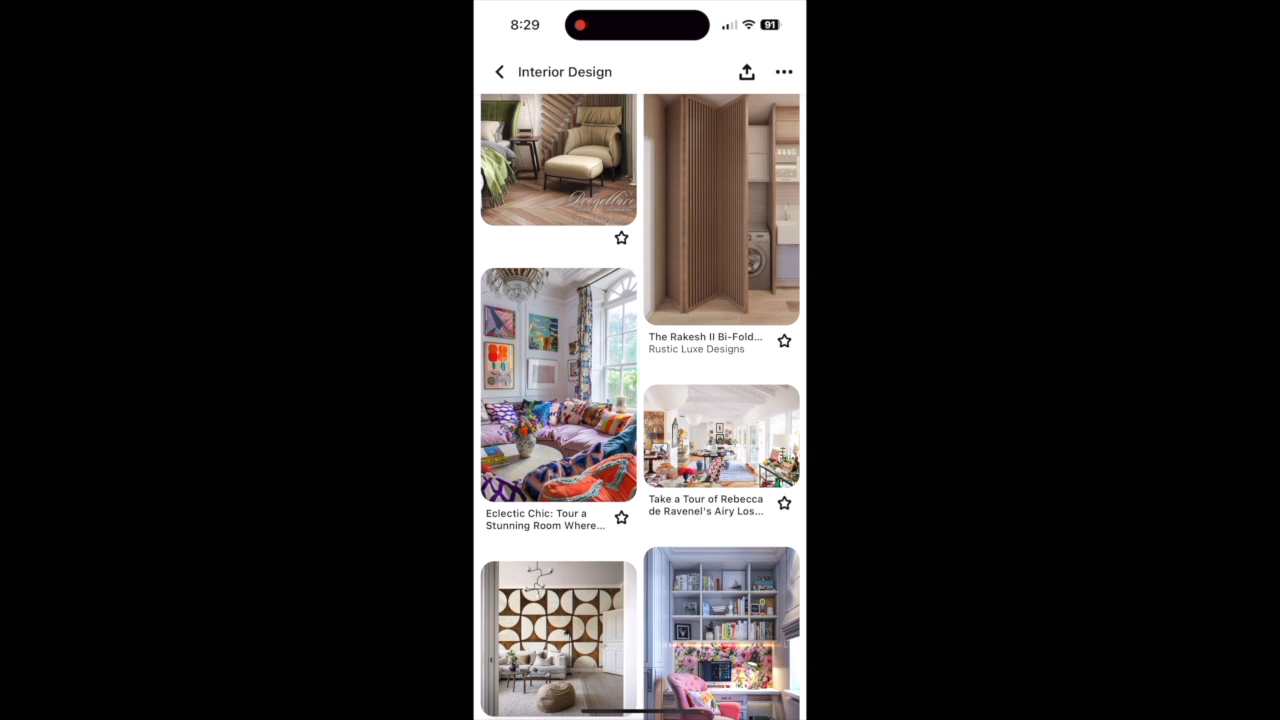 8:29
91
Interior Design
The Rakesh II Bi-Fold...
Rustic Luxe Designs
Take a Tour of Rebecca
de Ravenel's Airy Los...
Eclectic Chic: Tour a
Stunning Room Where...